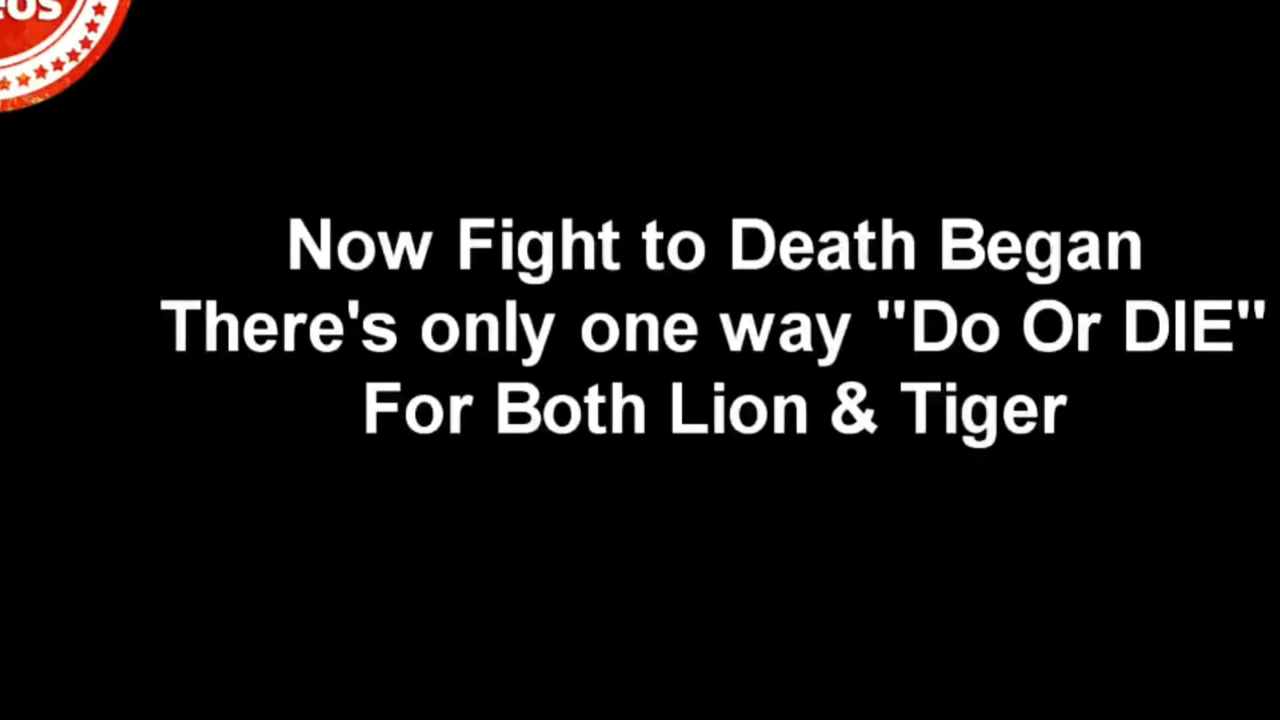 Now Fight to Death Began
There's only one way "Do Or DIE"
For Both Lion & Tiger